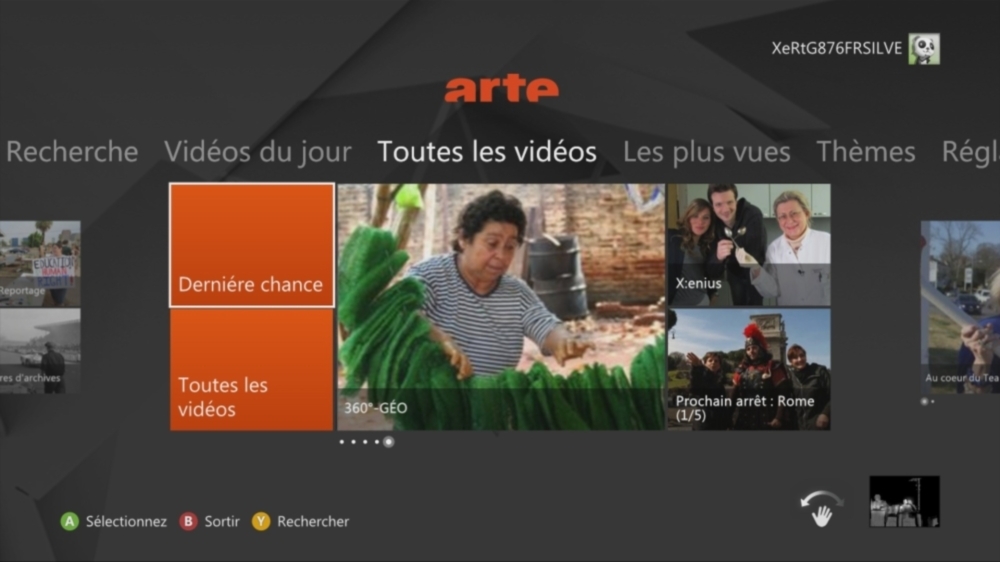 XeRtG876FRSILVE
arte
Recherche Vidéos du jour Toutes les vidéos Les plus vues Thèmes Régl
Derniére chance
Toutes les
vidéos
360°-GÉO
X:enius
Prochain arrêt : Rome
(1/5)
Reportage
res d'archives
Au coeur du Tea
A Sélectionnez B Sortir Y Rechercher